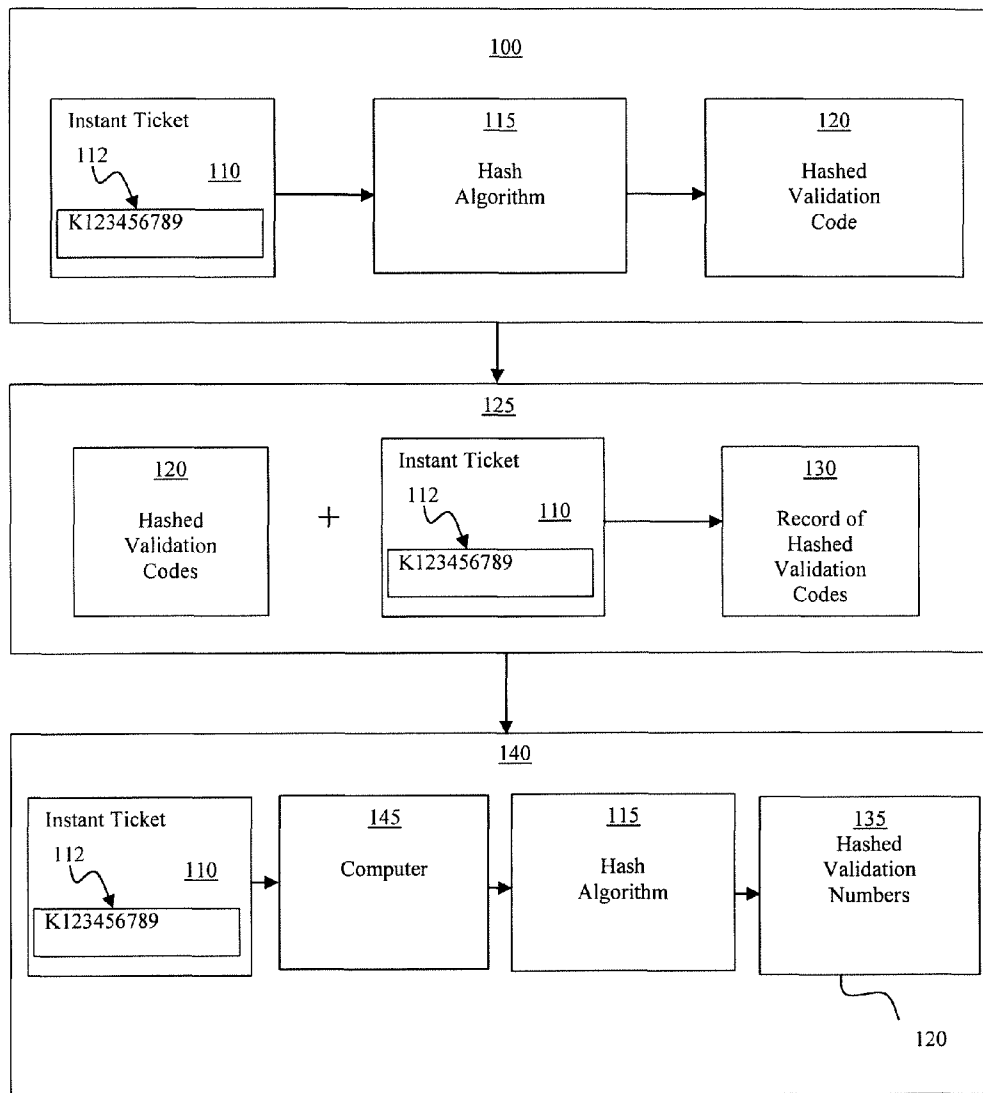 100
Instant Ticket
112
110
K123456789
115
Hash
Algorithm
120
Hashed
Validation
Code
125
120
Hashed
Validation
Codes
+
Instant Ticket
112
110
K123456789
130
Record of
Hashed
Validation
Codes
140
Instant Ticket
112
110
K123456789
145
Computer
115
Hash
Algorithm
135
Hashed
Validation
Numbers
120